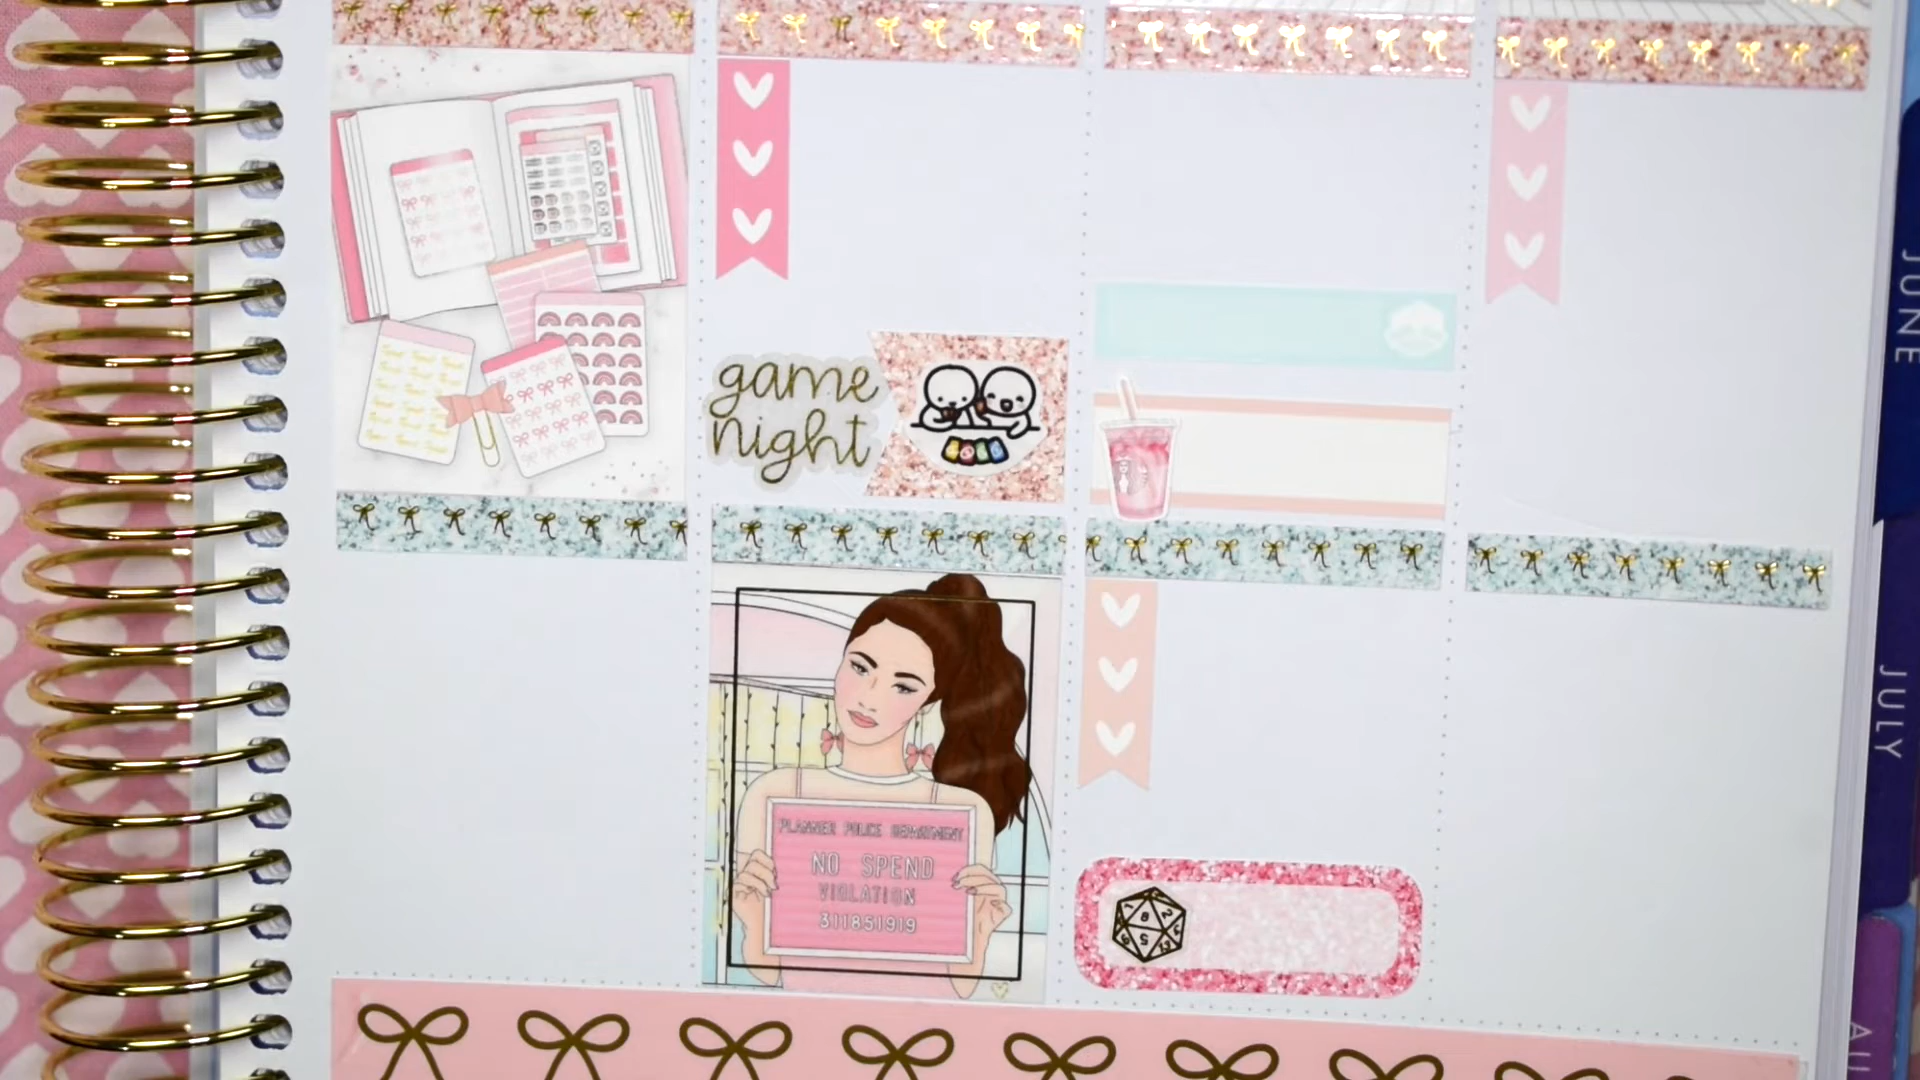 game
night
PLANNER POLICE DEPARTMENT
NO SPEND
VIOLATION
311851919
JUNE
JULY